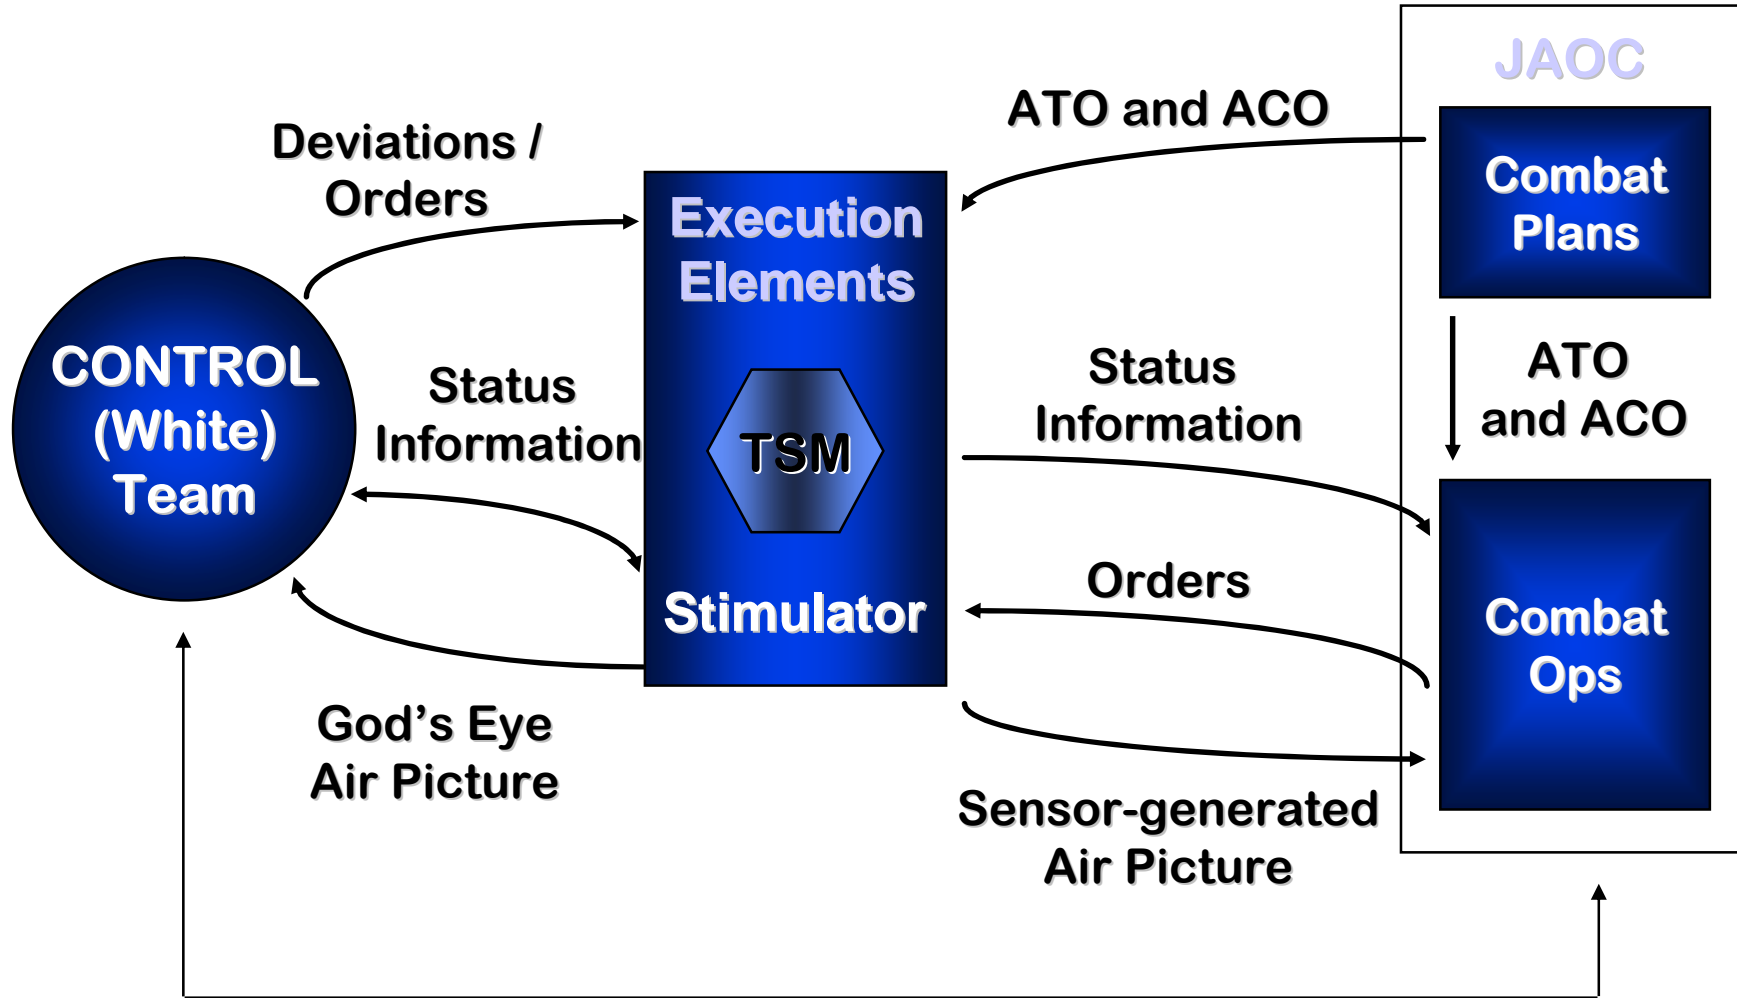 JAOC
ATO and ACO
Deviations /
Orders
Execution
Elements
Combat
Plans
CONTROL
(White)
Team
Status
Information
TSM
Status
Information
ATO
and ACO
Stimulator
Orders
Combat
Ops
God’s Eye
Air Picture
Sensor-generated
Air Picture